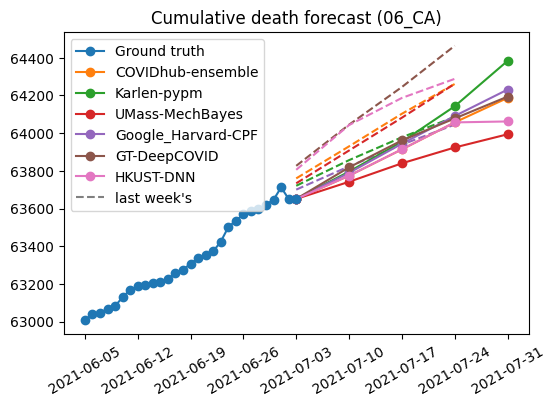 Cumulative death forecast (06_CA)
64400
64200
64000
63800
63600
63400
63200
63000
Ground truth
COVIDhub-ensemble
Karlen-pypm
UMass-MechBayes
Google_Harvard-CPF
GT-DeepCOVID
HKUST-DNN
last week's
2021-06-05
2021-06-12
2021-06-19
2021-06-26
2021-07-03
2021-07-10
2021-07-17
2021-07-24
2021-07-31